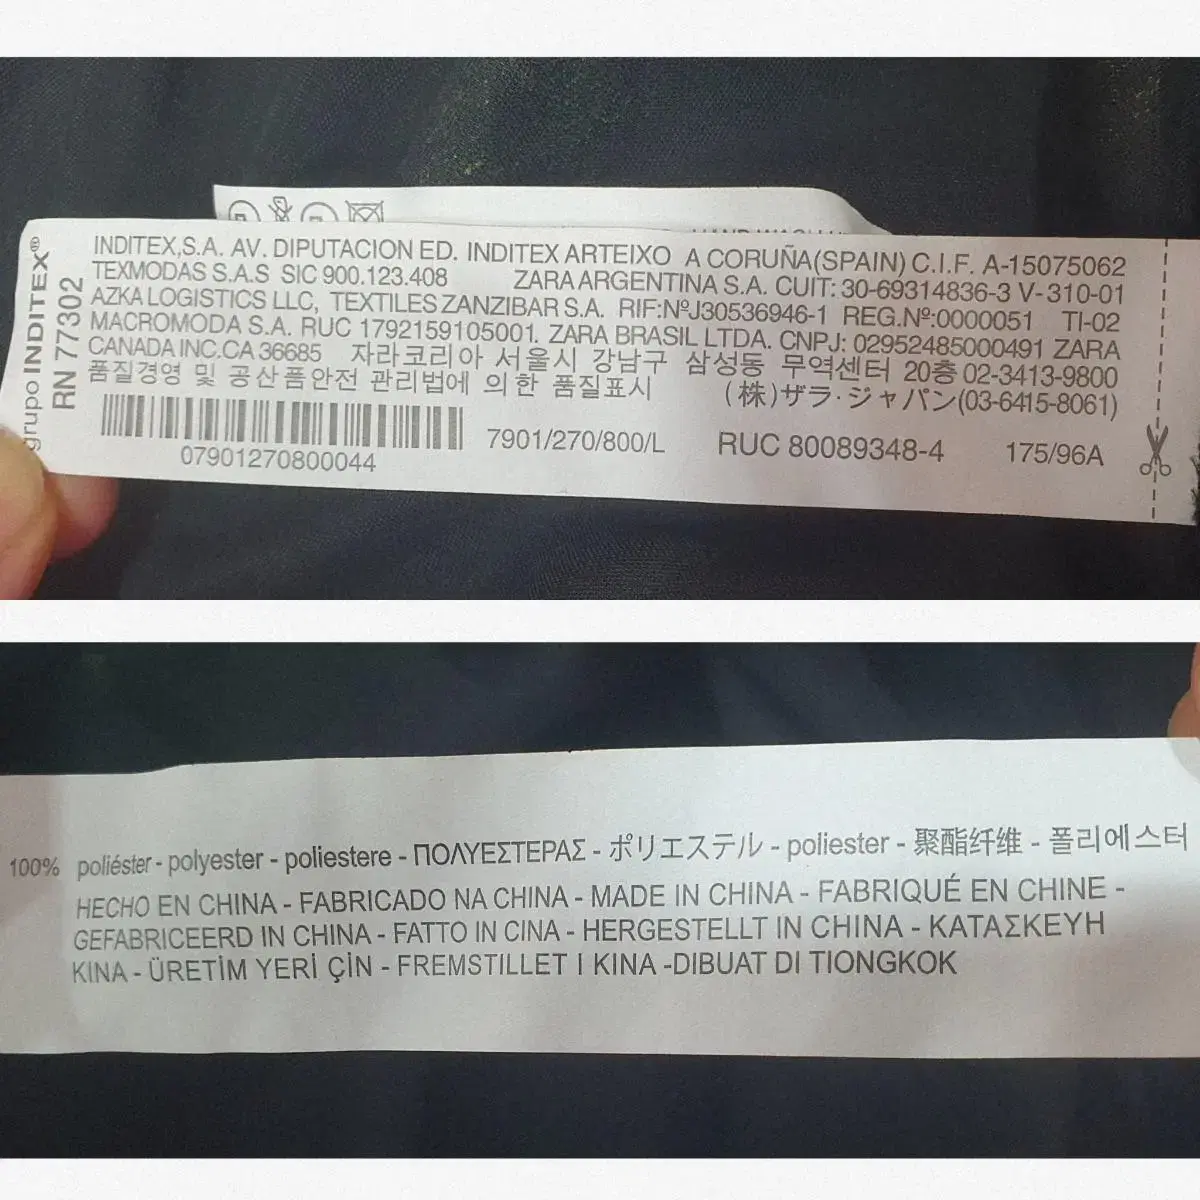 grupo INDITEX®
RN 77302
INDITEX,S.A. AV. DIPUTACION ED. INDITEX ARTEIXO A CORUÑA(SPAIN) C.I.F. A-15075062
TEXMODAS S.A.S SIC 900.123.408 ZARA ARGENTINA S.A. CUIT: 30-69314836-3 V-310-01
AZKA LOGISTICS LLC, TEXTILES ZANZIBAR S.A. RIF:NºJ30536946-1 REG.Nº:0000051 TI-02
MACROMODA S.A. RUC 1792159105001. ZARA BRASIL LTDA. CNPJ: 02952485000491 ZARA
CANADA INC.CA 36685 자라코리아 서울시 강남구 삼성동 무역센터 20층 02-3413-9800
품질경영 및 공산품안전 관리법에 의한 품질표시 (株)ザラ·ジャパン(03-6415-8061)
07901270800044 7901/270/800/L RUC 80089348-4 175/96A
100% poliéster - polyester - poliestere - ΠΟΛΥΕΣΤΕΡΑΣ - ポリエステル - poliester - 聚酯纤维 - 폴리에스터
HECHO EN CHINA - FABRICADO NA CHINA - MADE IN CHINA - FABRIQUÉ EN CHINE -
GEFABRICEERD IN CHINA - FATTO IN CINA - HERGESTELLT IN CHINA - ΚΑΤΑΣΚΕΥΗ
ΚΙΝΑ - ÜRETİM YERİ ÇİN - FREMSTILLET I KINA -DIBUAT DI TIONGKOK